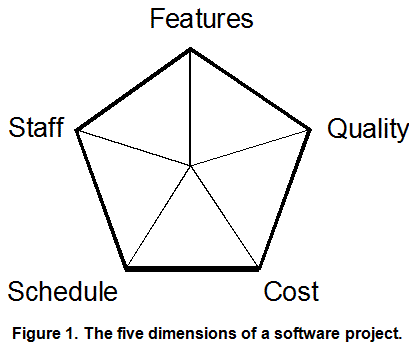 Features
Staff
Quality
Schedule
Cost
Figure 1. The five dimensions of a software project.